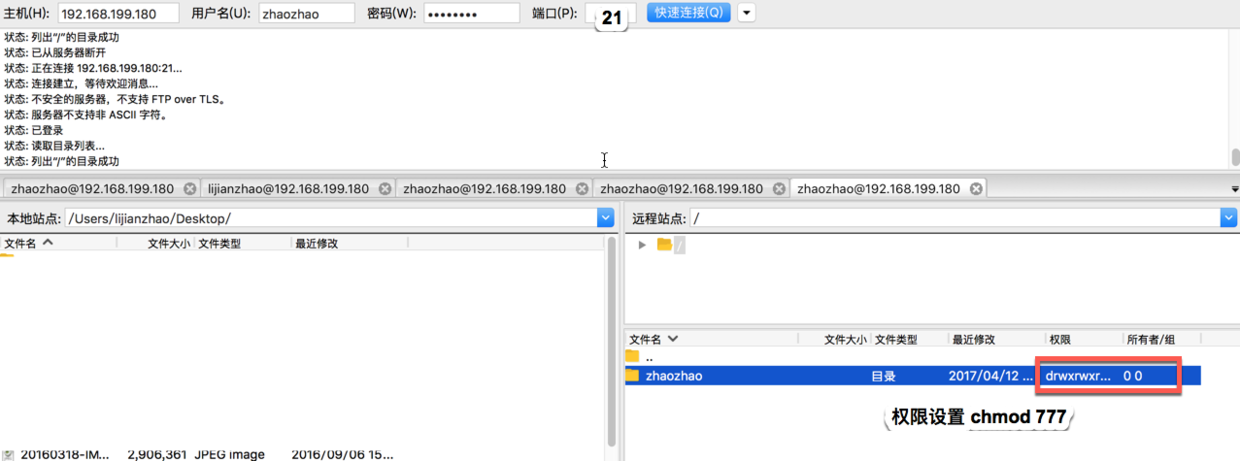 主机(H): 192.168.199.180 用户名(U): zhaozhao 密码(W): •••••••• 端口(P): 21 快速连接(Q)
状态: 列出“/”的目录成功
状态: 已从服务器断开
状态: 正在连接 192.168.199.180:21...
状态: 连接建立，等待欢迎消息...
状态: 不安全的服务器，不支持 FTP over TLS。
状态: 服务器不支持非 ASCII 字符。
状态: 已登录
状态: 读取目录列表...
状态: 列出“/”的目录成功
zhaozhao@192.168.199.180 lijianzhao@192.168.199.180 zhaozhao@192.168.199.180 zhaozhao@192.168.199.180 zhaozhao@192.168.199.180
本地站点: /Users/lijianzhao/Desktop/
远程站点: /
文件名 文件大小 文件类型 最近修改
/
文件名 文件大小 文件类型 最近修改 权限 所有者/组
..
zhaozhao 目录 2017/04/12 ... drwxrwxr... 0 0
权限设置 chmod 777
20160318-IM... 2,906,361 JPEG image 2016/09/06 15...